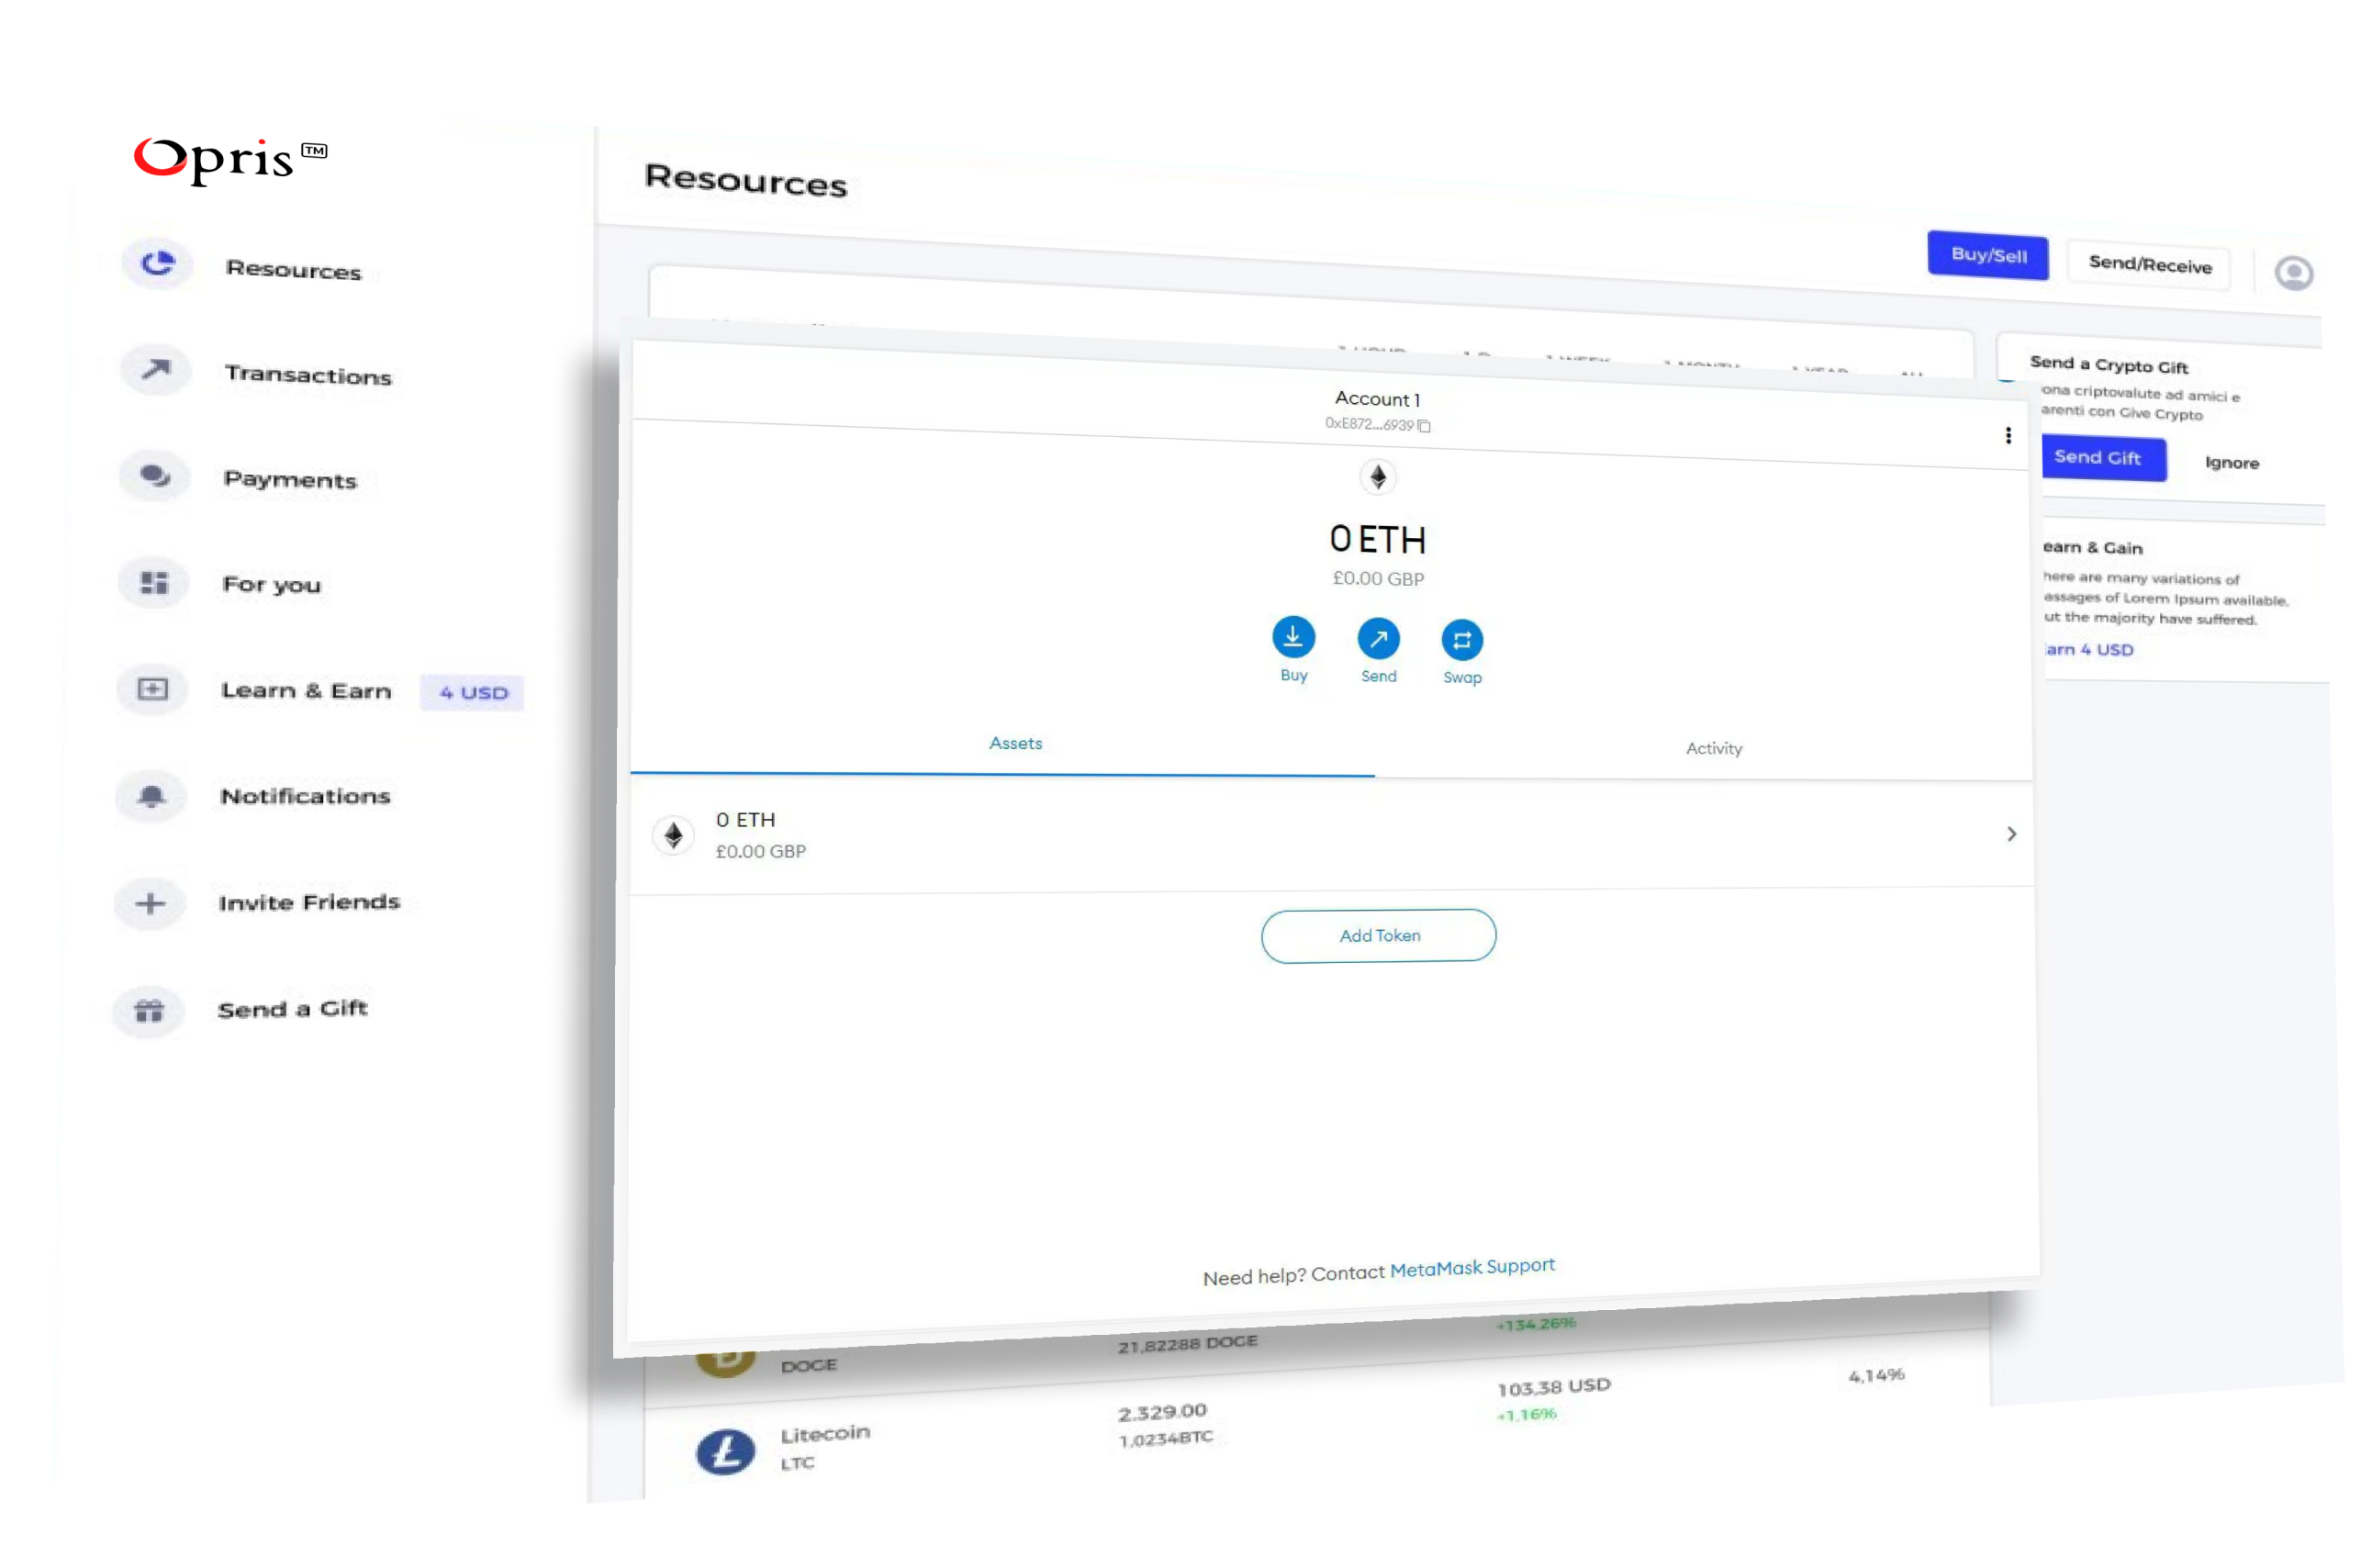 Opris TM
Resources
Transactions
Payments
For you
Learn & Earn 4 USD
Notifications
Invite Friends
Send a Gift
Resources
Buy/Sell
Send/Receive
Account 1
0xE872...6939
0 ETH
£0.00 GBP
Buy Send Swap
Assets Activity
0 ETH
£0.00 GBP
Add Token
Need help? Contact MetaMask Support
Send a Crypto Gift
ona criptovalute ad amici e
arenti con Give Crypto
Send Gift Ignore
earn & Gain
here are many variations of
assages of Lorem Ipsum available,
ut the majority have suffered.
arn 4 USD
DOGE
21,82288 DOGE
+134,26%
Litecoin
LTC
2.329.00
1,0234BTC
103,38 USD
+1,16%
4,14%